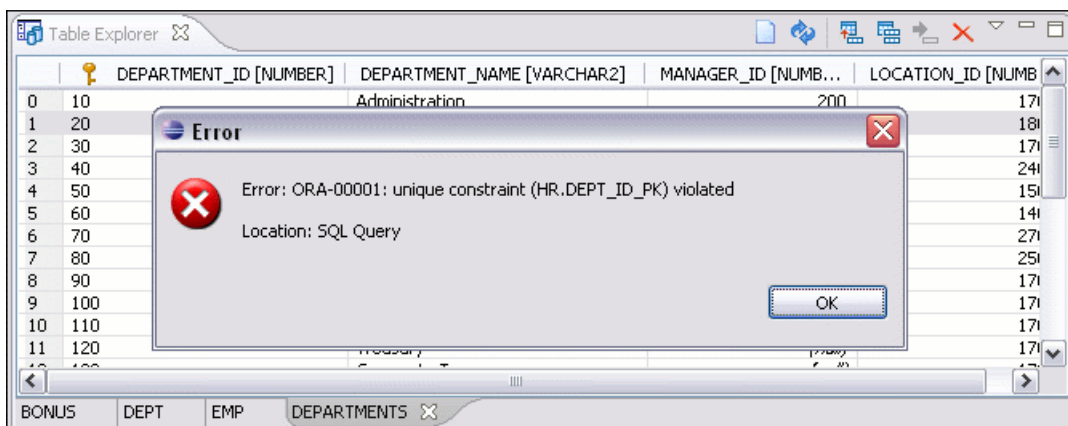 Table Explorer
DEPARTMENT_ID [NUMBER] DEPARTMENT_NAME [VARCHAR2] MANAGER_ID [NUMB... LOCATION_ID [NUMB
0 10 Administration 200
1 20
2 30
3 40
4 50
5 60
6 70
7 80
8 90
9 100
10 110
11 120
Error
Error: ORA-00001: unique constraint (HR.DEPT_ID_PK) violated
Location: SQL Query
OK
BONUS DEPT EMP DEPARTMENTS